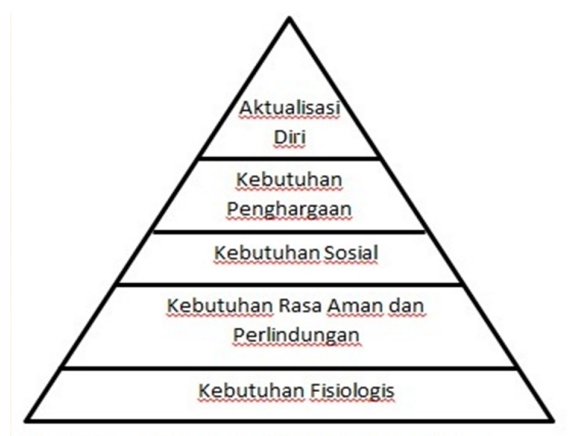 Aktualisasi
Diri
Kebutuhan
Penghargaan
Kebutuhan Sosial
Kebutuhan Rasa Aman dan
Perlindungan
Kebutuhan Fisiologis